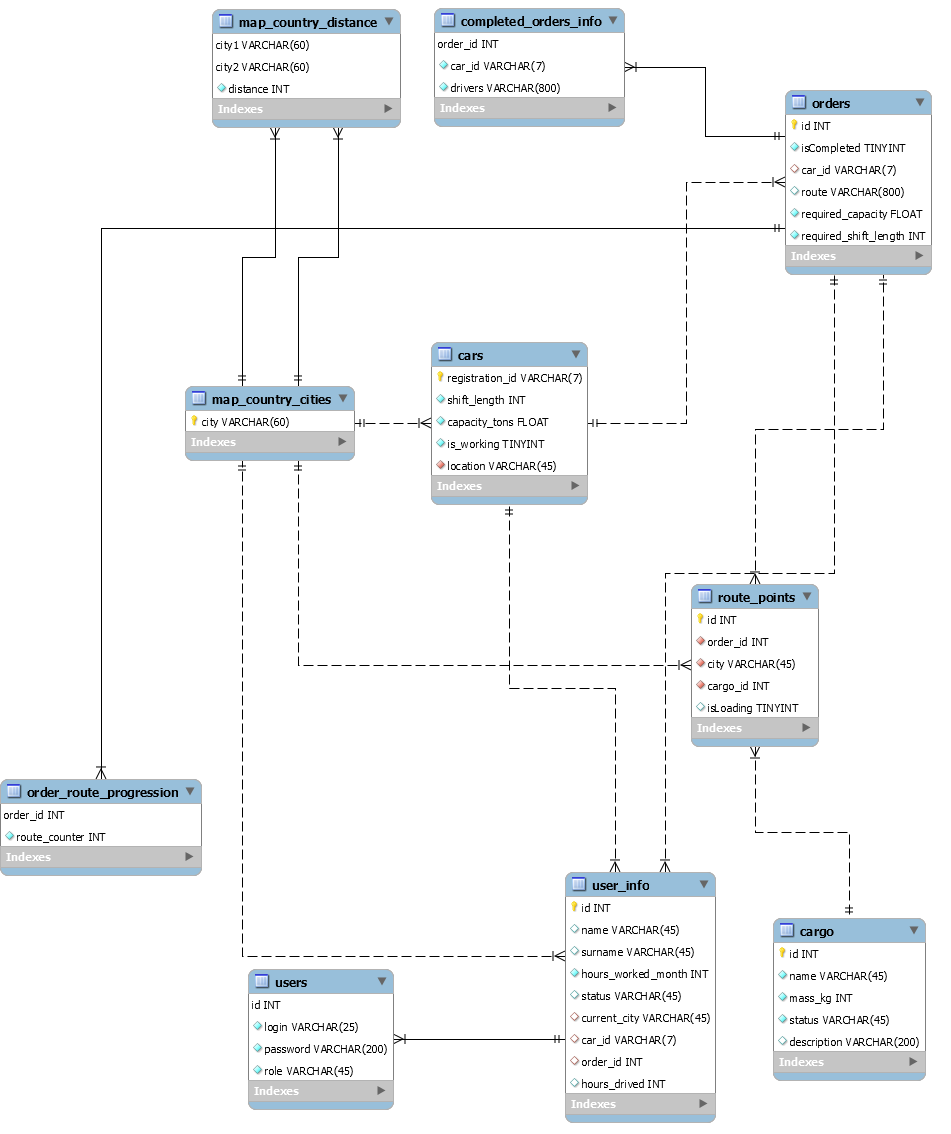 map_country_distance
city1 VARCHAR(60)
city2 VARCHAR(60)
distance INT
Indexes
completed_orders_info
order_id INT
car_id VARCHAR(7)
drivers VARCHAR(800)
Indexes
orders
id INT
isCompleted TINYINT
car_id VARCHAR(7)
route VARCHAR(800)
required_capacity FLOAT
required_shift_length INT
Indexes
cars
registration_id VARCHAR(7)
shift_length INT
capacity_tons FLOAT
is_working TINYINT
location VARCHAR(45)
Indexes
map_country_cities
city VARCHAR(60)
Indexes
route_points
id INT
order_id INT
city VARCHAR(45)
cargo_id INT
isLoading TINYINT
Indexes
order_route_progression
order_id INT
route_counter INT
Indexes
user_info
id INT
name VARCHAR(45)
surname VARCHAR(45)
hours_worked_month INT
status VARCHAR(45)
current_city VARCHAR(45)
car_id VARCHAR(7)
order_id INT
hours_drived INT
Indexes
cargo
id INT
name VARCHAR(45)
mass_kg INT
status VARCHAR(45)
description VARCHAR(200)
Indexes
users
id INT
login VARCHAR(25)
password VARCHAR(200)
role VARCHAR(45)
Indexes